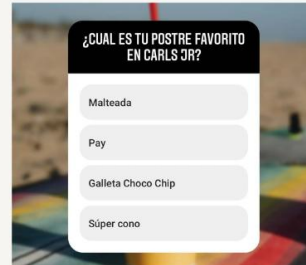 ¿CUAL ES TU POSTRE FAVORITO
EN CARLS JR?
Malteada
Pay
Galleta Choco Chip
Súper cono